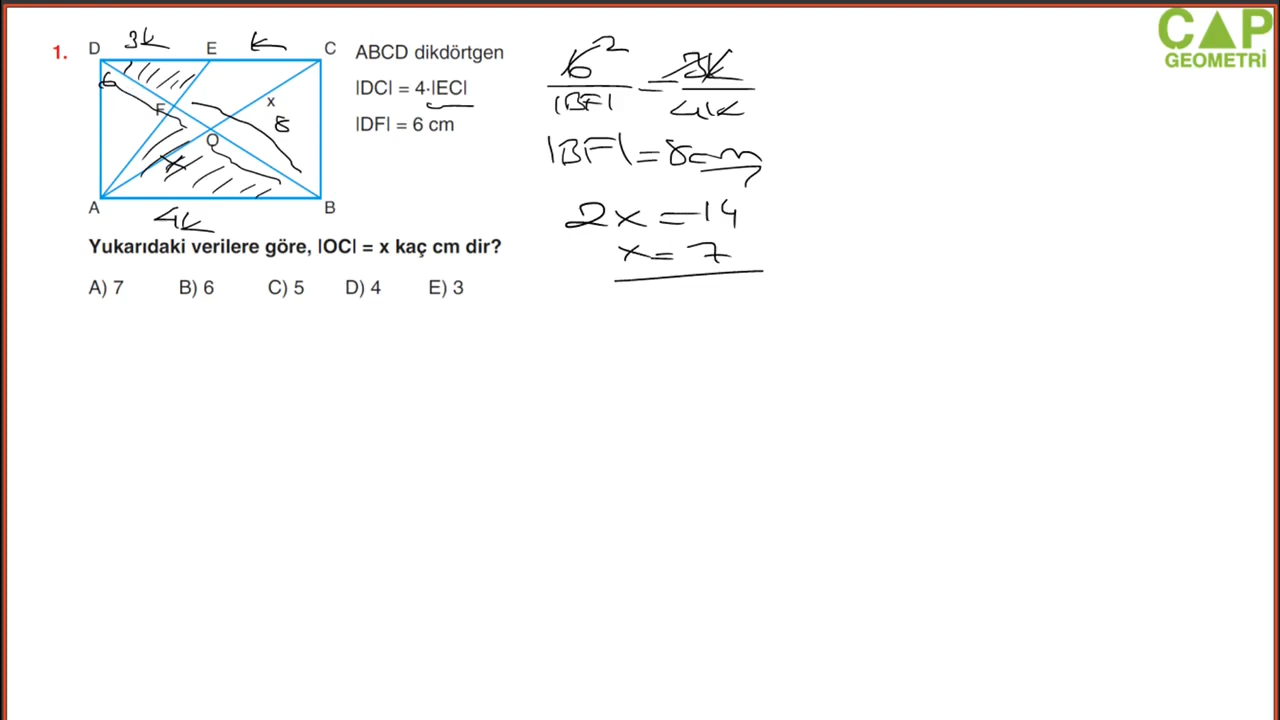 CAP
GEOMETRİ
1.
D 3k E k C
6
F
x
8
O
x
A
4k
B
ABCD dikdörtgen
|DC| = 4·|EC|
|DF| = 6 cm
6 2 / |BF| = 3k / 4k
|BF| = 8cm
2x = 14
x = 7
Yukarıdaki verilere göre, |OC| = x kaç cm dir?
A) 7 B) 6 C) 5 D) 4 E) 3